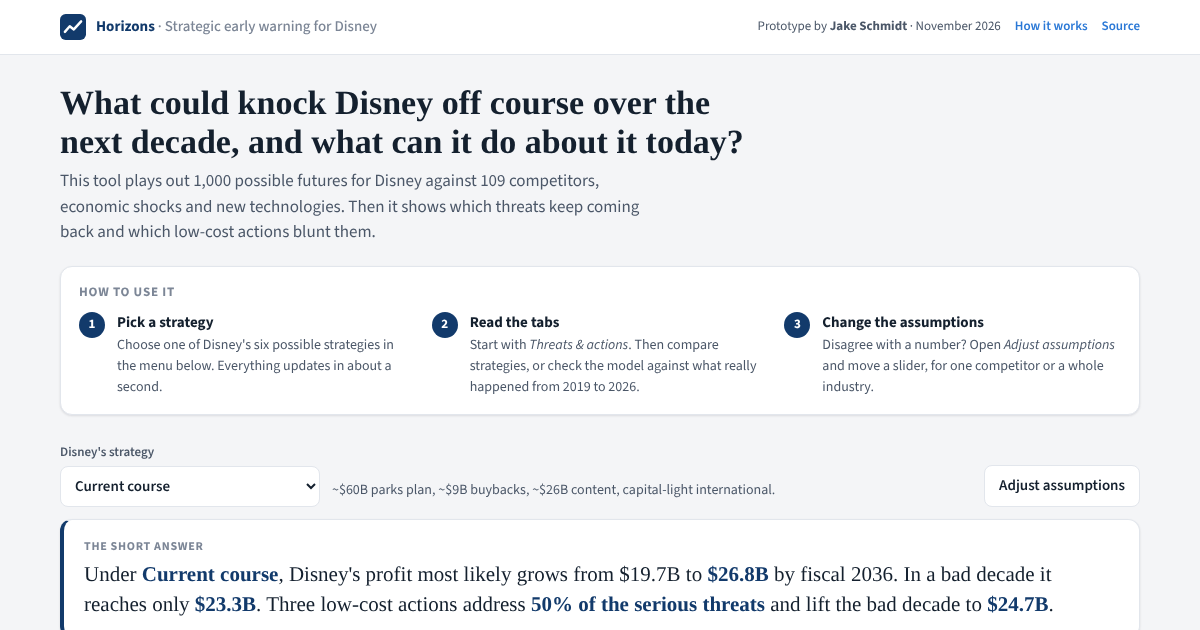 Horizons · Strategic early warning for Disney
Prototype by Jake Schmidt · November 2026 How it works Source
What could knock Disney off course over the
next decade, and what can it do about it today?
This tool plays out 1,000 possible futures for Disney against 109 competitors,
economic shocks and new technologies. Then it shows which threats keep coming
back and which low-cost actions blunt them.
HOW TO USE IT
1 Pick a strategy
Choose one of Disney's six possible strategies in
the menu below. Everything updates in about a
second.
2 Read the tabs
Start with Threats & actions. Then compare
strategies, or check the model against what really
happened from 2019 to 2026.
3 Change the assumptions
Disagree with a number? Open Adjust assumptions
and move a slider, for one competitor or a whole
industry.
Disney's strategy
Current course
~$60B parks plan, ~$9B buybacks, ~$26B content, capital-light international.
Adjust assumptions
THE SHORT ANSWER
Under Current course, Disney's profit most likely grows from $19.7B to $26.8B by fiscal 2036. In a bad decade it
reaches only $23.3B. Three low-cost actions address 50% of the serious threats and lift the bad decade to $24.7B.